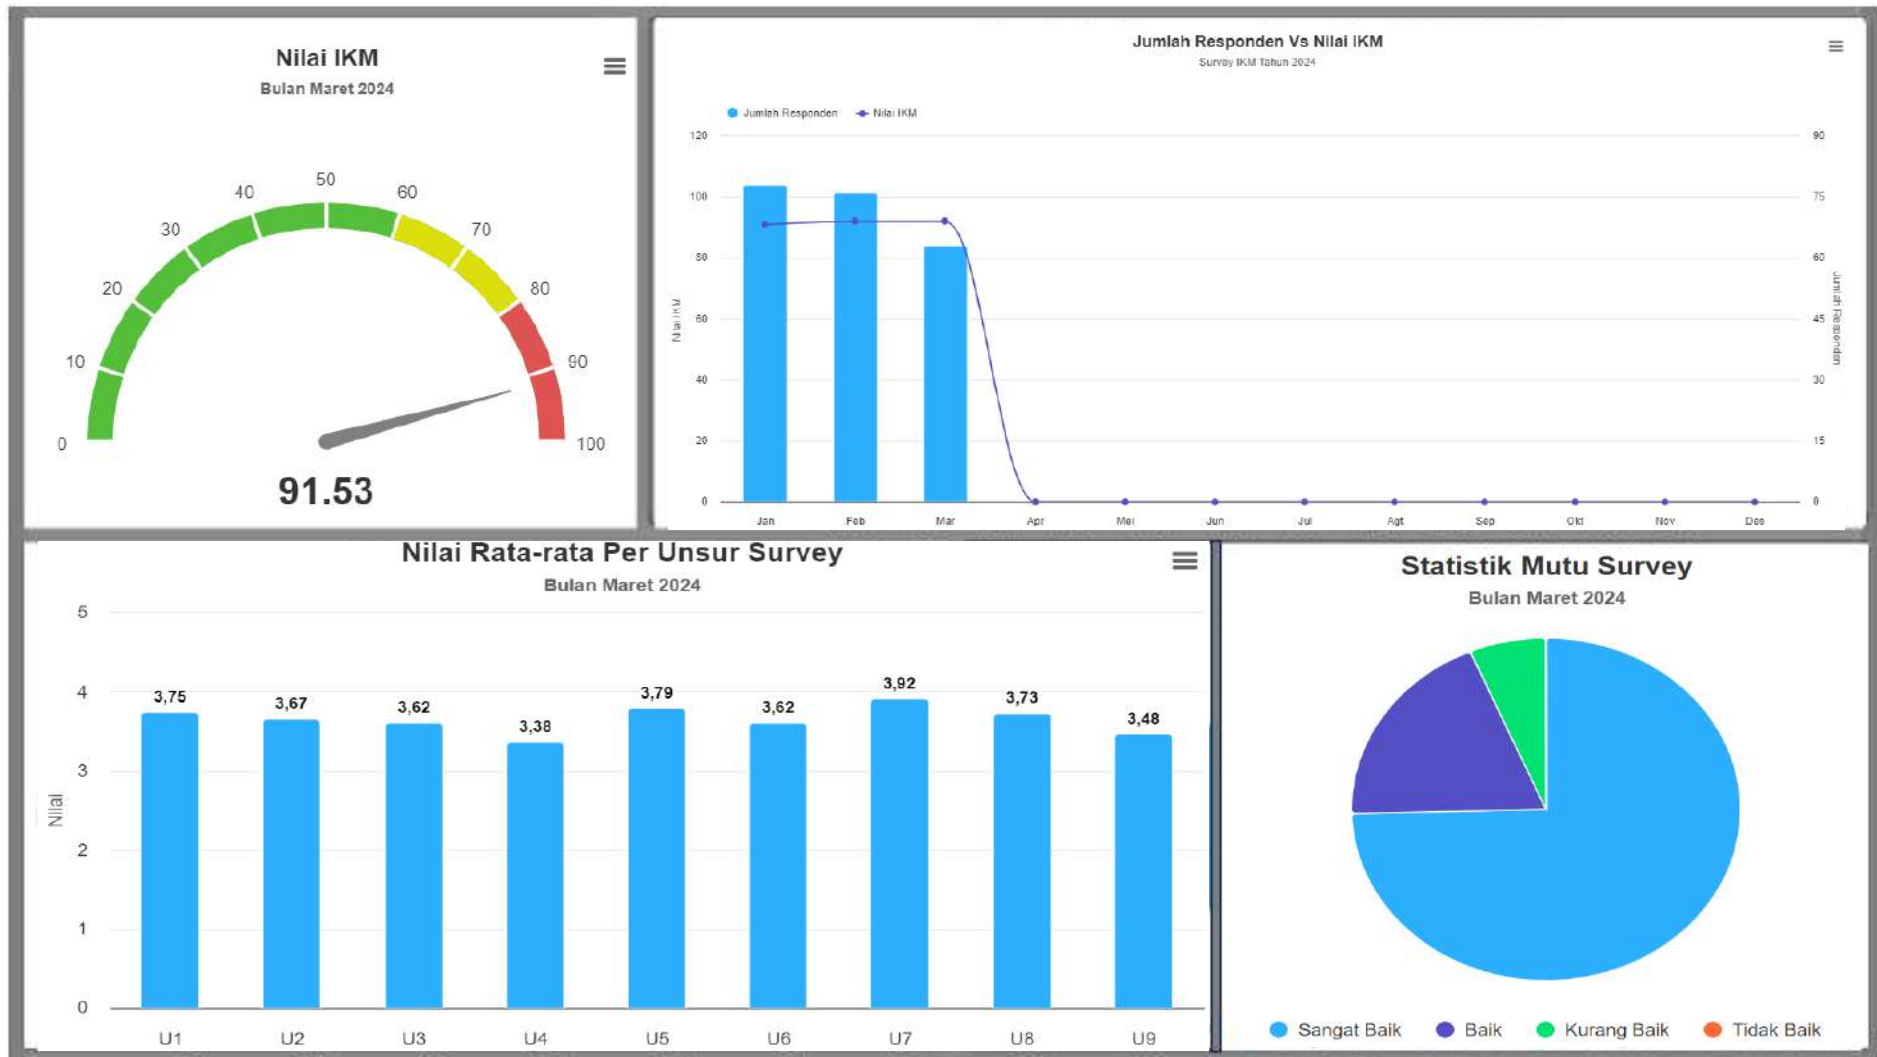 Nilai IKM
Bulan Maret 2024
0
10
20
30
40
50
60
70
80
90
100
91.53
Jumlah Responden Vs Nilai IKM
Survey IKM Tahun 2024
Jumlah Responden
Nilai IKM
120
100
80
60
40
20
0
Nilai IKM
90
75
60
45
30
15
0
Jumlah Responden
Jan Feb Mar Apr Mei Jun Jul Agt Sep Okt Nov Des
Nilai Rata-rata Per Unsur Survey
Bulan Maret 2024
5
4
3
2
1
0
Nilai
3,75 3,67 3,62 3,38 3,79 3,62 3,92 3,73 3,48
U1 U2 U3 U4 U5 U6 U7 U8 U9
Statistik Mutu Survey
Bulan Maret 2024
Sangat Baik Baik Kurang Baik Tidak Baik